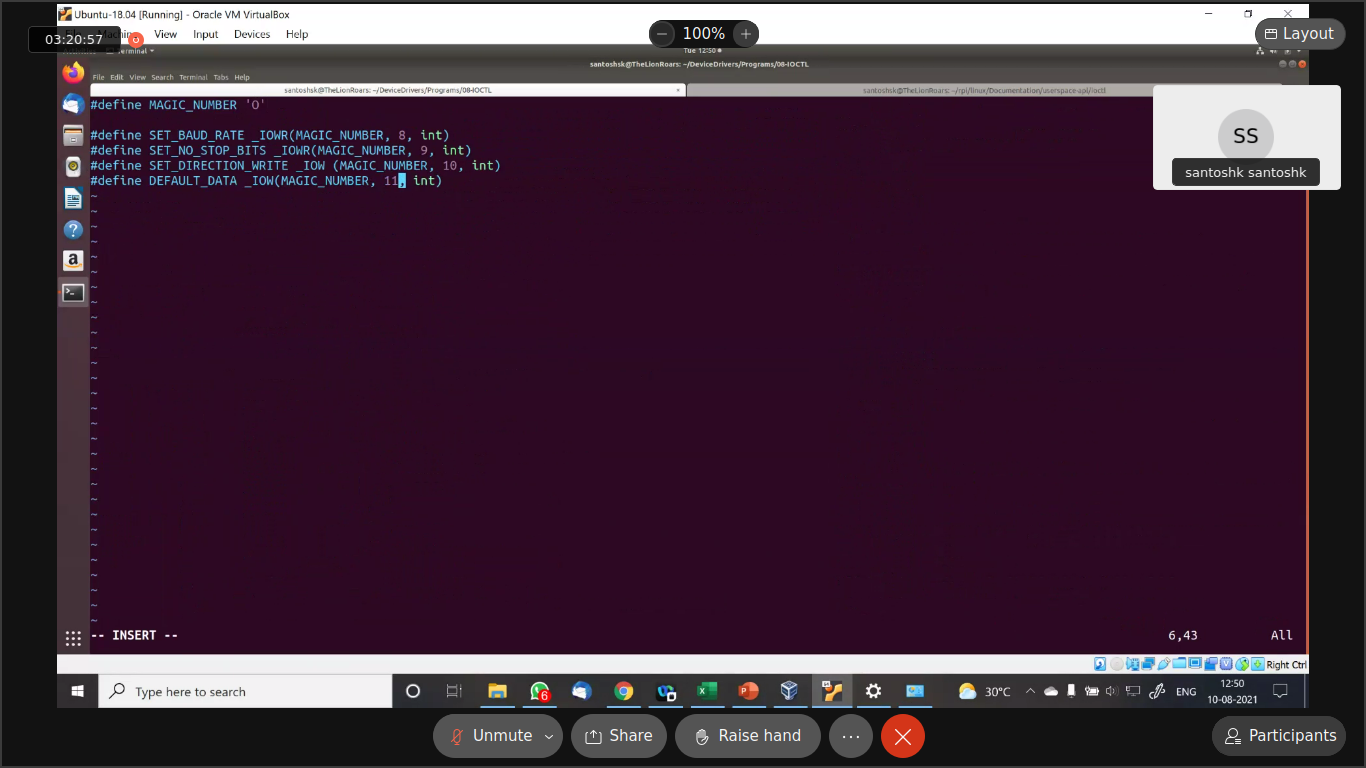 Ubuntu-18.04 [Running] - Oracle VM VirtualBox
03:20:57
View Input Devices Help
100%
Layout
Tue 12:50
santoshsk@TheLionRoars: ~/DeviceDrivers/Programs/08-IOCTL
File Edit View Search Terminal Tabs Help
santoshsk@TheLionRoars: ~/DeviceDrivers/Programs/08-IOCTL ×
santoshsk@TheLionRoars: ~/rpi/linux/Documentation/userspace-api/ioctl
#define MAGIC_NUMBER 'O'
#define SET_BAUD_RATE _IOWR(MAGIC_NUMBER, 8, int)
#define SET_NO_STOP_BITS _IOWR(MAGIC_NUMBER, 9, int)
#define SET_DIRECTION_WRITE _IOW (MAGIC_NUMBER, 10, int)
#define DEFAULT_DATA _IOW(MAGIC_NUMBER, 11, int)
SS
santoshk santoshk
-- INSERT --
6,43
All
Right Ctrl
Type here to search
6
30°C
ENG
12:50
10-08-2021
Unmute
Share
Raise hand
Participants